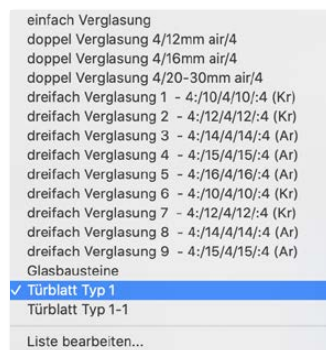 einfach Verglasung
doppel Verglasung 4/12mm air/4
doppel Verglasung 4/16mm air/4
doppel Verglasung 4/20-30mm air/4
dreifach Verglasung 1 - 4:/10/4/10/:4 (Kr)
dreifach Verglasung 2 - 4:/12/4/12/:4 (Kr)
dreifach Verglasung 3 - 4:/14/4/14/:4 (Ar)
dreifach Verglasung 4 - 4:/15/4/15/:4 (Ar)
dreifach Verglasung 5 - 4:/16/4/16/:4 (Ar)
dreifach Verglasung 6 - 4:/10/4/10/:4 (Kr)
dreifach Verglasung 7 - 4:/12/4/12/:4 (Kr)
dreifach Verglasung 8 - 4:/14/4/14/:4 (Ar)
dreifach Verglasung 9 - 4:/15/4/15/:4 (Ar)
Glasbausteine
✓ Türblatt Typ 1
Türblatt Typ 1-1
Liste bearbeiten...